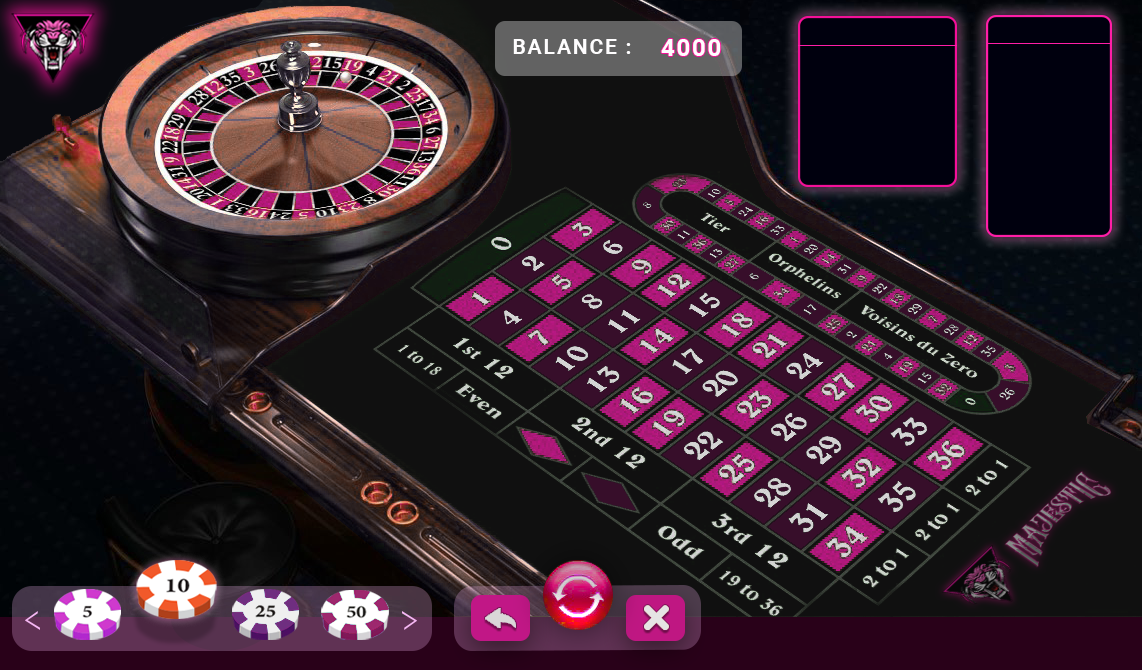 BALANCE : 4000
0
3 6 9 12 15 18 21 24 27 30 33 36
2 5 8 11 14 17 20 23 26 29 32 35
1 4 7 10 13 16 19 22 25 28 31 34
2 to 1
2 to 1
2 to 1
1st 12
2nd 12
3rd 12
1 to 18
Even
Odd
19 to 36
Tier
Orphelins
Voisins du Zero
MAJESTIC
< 5 10 25 50 >